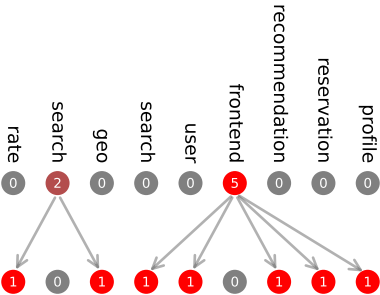 rate
search
geo
search
user
frontend
recommendation
reservation
profile
0 2 0 0 0 5 0 0 0
1 0 1 1 1 0 1 1 1